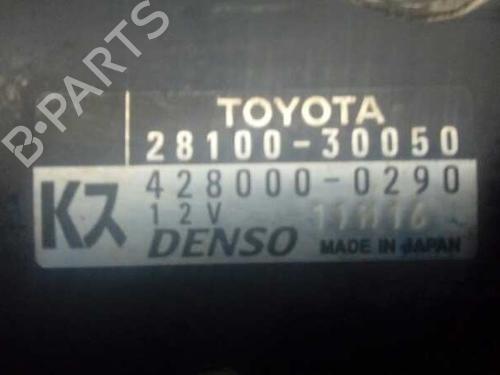 B-PARTS
TOYOTA
28100-30050
Kス
428000-0290
12V
DENSO
MADE IN JAPAN